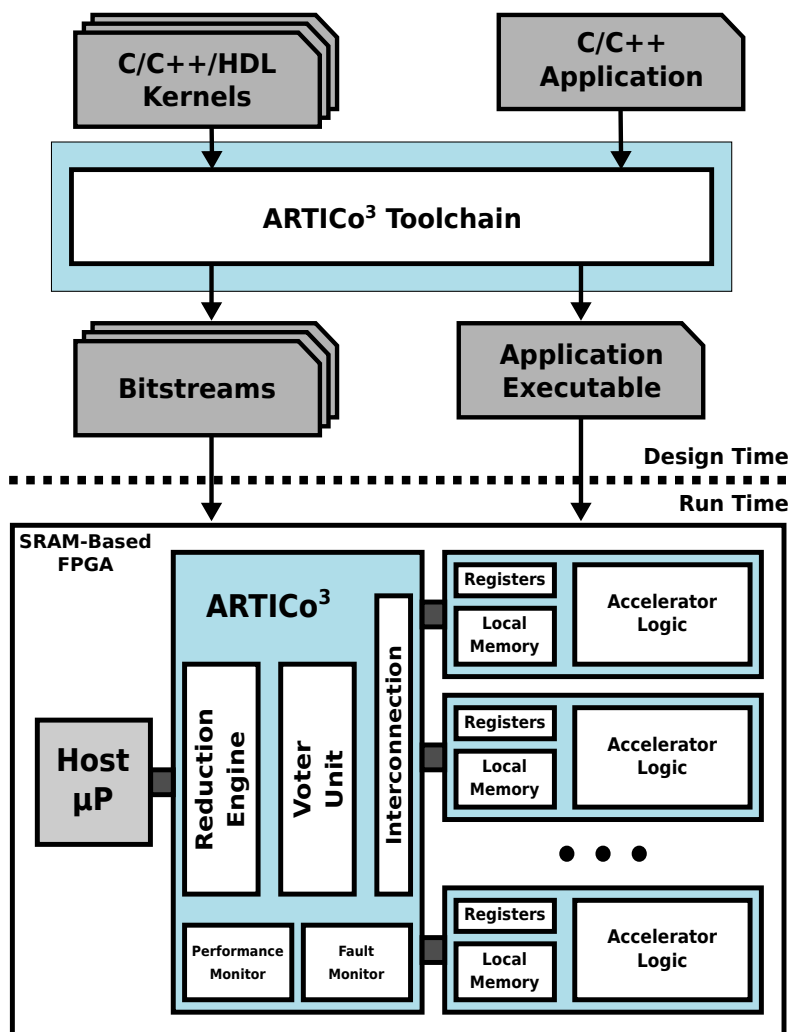 C/C++/HDL
Kernels
C/C++
Application
ARTICo³ Toolchain
Bitstreams
Application
Executable
Design Time
Run Time
SRAM-Based
FPGA
ARTICo³
Host
µP
Reduction
Engine
Voter
Unit
Interconnection
Performance
Monitor
Fault
Monitor
Registers
Local
Memory
Accelerator
Logic
Registers
Local
Memory
Accelerator
Logic
Registers
Local
Memory
Accelerator
Logic